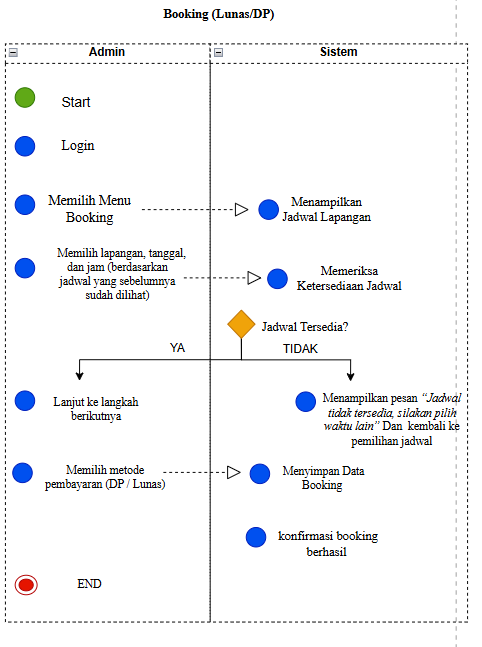 Booking (Lunas/DP)
Admin
Sistem
Start
Login
Memilih Menu
Booking
Menampilkan
Jadwal Lapangan
Memilih lapangan, tanggal,
dan jam (berdasarkan
jadwal yang sebelumnya
sudah dilihat)
Memeriksa
Ketersediaan Jadwal
Jadwal Tersedia?
YA
TIDAK
Lanjut ke langkah
berikutnya
Menampilkan pesan "Jadwal
tidak tersedia, silakan pilih
waktu lain" Dan kembali ke
pemilihan jadwal
Memilih metode
pembayaran (DP / Lunas)
Menyimpan Data
Booking
konfirmasi booking
berhasil
END